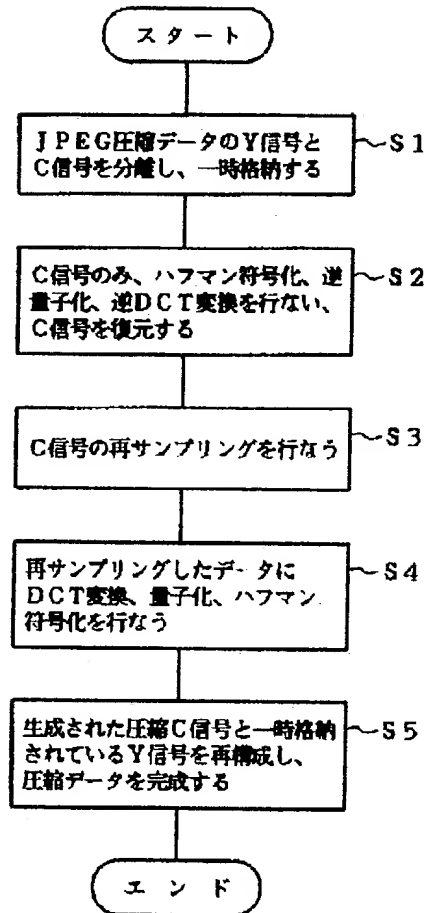 スタート
JPEG圧縮データのY信号と
C信号を分離し、一時格納する
~S1
C信号のみ、ハフマン符号化、逆
量子化、逆DCT変換を行ない、
C信号を復元する
~S2
C信号の再サンプリングを行なう
~S3
再サンプリングしたデータに
DCT変換、量子化、ハフマン
符号化を行なう
~S4
生成された圧縮C信号と一時格納
されているY信号を再構成し、
圧縮データを完成する
~S5
エンド